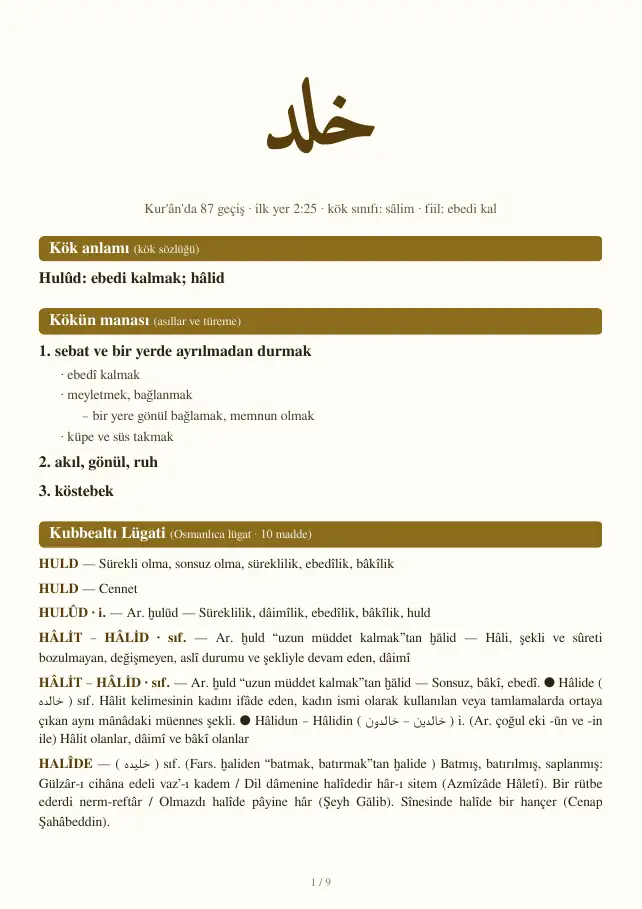 خلد
Kur'ân'da 87 geçiş · ilk yer 2:25 · kök sınıfı: sâlim · fiil: ebedi kal
Kök anlamı (kök sözlüğü)
Hulûd: ebedi kalmak; hâlid
Kökün manası (asıllar ve türeme)
1. sebat ve bir yerde ayrılmadan durmak
· ebedî kalmak
· meyletmek, bağlanmak
– bir yere gönül bağlamak, memnun olmak
· küpe ve süs takmak
2. akıl, gönül, ruh
3. köstebek
Kubbealtı Lügati (Osmanlıca lügat · 10 madde)
HULD — Sürekli olma, sonsuz olma, süreklilik, ebedîlik, bâkîlik
HULD — Cennet
HULÛD · i. — Ar. ḫulūd — Süreklilik, dâimîlik, ebedîlik, bâkîlik, huld
HÂLİT – HÂLİD · sıf. — Ar. ḫuld “uzun müddet kalmak”tan ḫālid — Hâli, şekli ve sûreti
bozulmayan, değişmeyen, aslî durumu ve şekliyle devam eden, dâimî
HÂLİT – HÂLİD · sıf. — Ar. ḫuld “uzun müddet kalmak”tan ḫālid — Sonsuz, bâkî, ebedî. ● Hâlide (
خالده ) sıf. Hâlit kelimesinin kadını ifâde eden, kadın ismi olarak kullanılan veya tamlamalarda ortaya
çıkan aynı mânâdaki müennes şekli. ● Hâlidun – Hâlidin ( خالدين – خالدون ) i. (Ar. çoğul eki -ūn ve -іn
ile) Hâlit olanlar, dâimî ve bâkî olanlar
HALÎDE — ( خليده ) sıf. (Fars. ḫaliden “batmak, batırmak”tan ḫalide ) Batmış, batırılmış, saplanmış:
Gülzâr-ı cihâna edeli vaz’-ı kadem / Dil dâmenine halîdedir hâr-ı sitem (Azmîzâde Hâletî). Bir rütbe
ederdi nerm-reftâr / Olmazdı halîde pâyine hâr (Şeyh Gālib). Sînesinde halîde bir hançer (Cenap
Şahâbeddin).
1 / 9